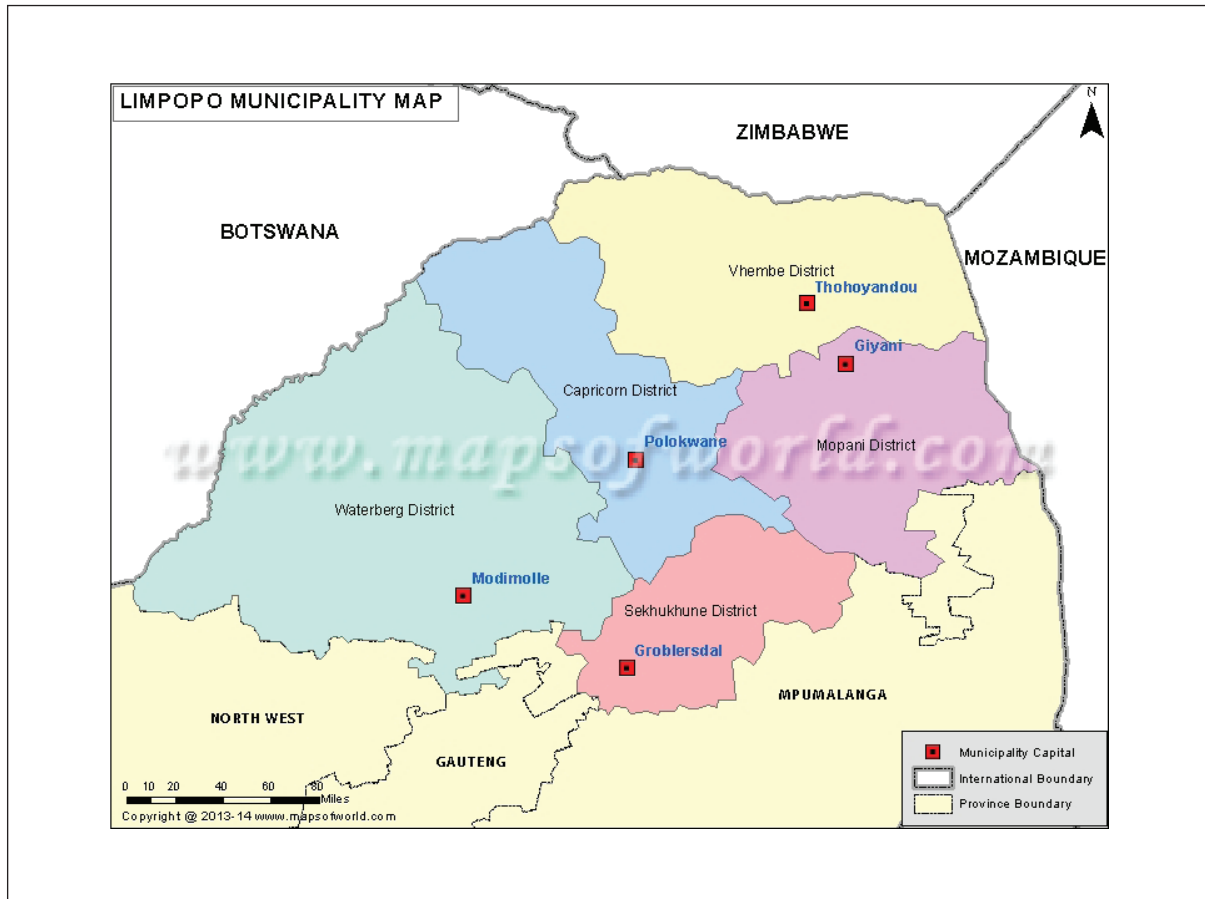 LIMPOPO MUNICIPALITY MAP
N
ZIMBABWE
BOTSWANA
MOZAMBIQUE
Vhembe District
Thohoyandou
Giyani
Capricorn District
Polokwane
Mopani District
www.mapsofworld.com
Waterberg District
Modimolle
Sekhukhune District
Groblersdal
MPUMALANGA
NORTH WEST
GAUTENG
Municipality Capital
International Boundary
Province Boundary
0 10 20 40 60 80
Miles
Copyright @ 2013-14 www.mapsofworld.com